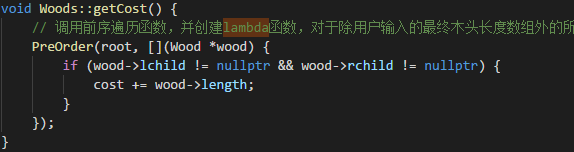 void Woods::getCost() {
// 调用前序遍历函数，并创建lambda函数，对于除用户输入的最终木头长度数组外的所
PreOrder(root, [](Wood *wood) {
if (wood->lchild != nullptr && wood->rchild != nullptr) {
cost += wood->length;
}
});
}